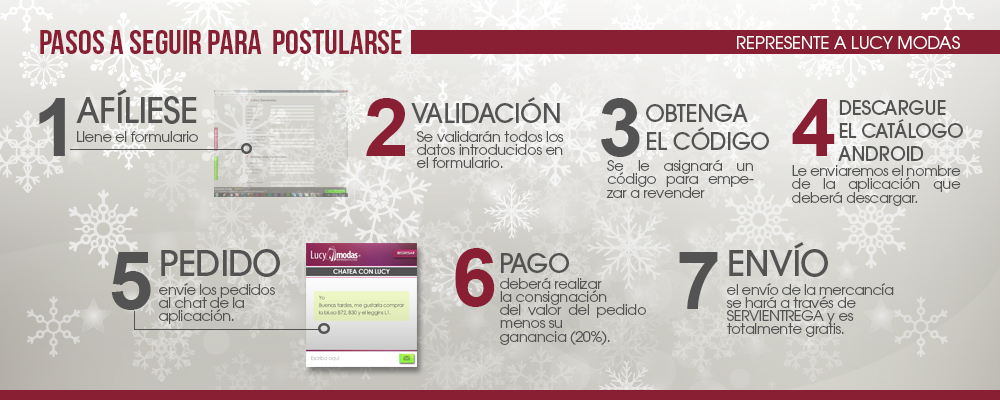 PASOS A SEGUIR PARA POSTULARSE
REPRESENTE A LUCY MODAS
1 AFÍLIESE
Llene el formulario
2 VALIDACIÓN
Se validarán todos los
datos introducidos en
el formulario.
3 OBTENGA
EL CÓDIGO
Se le asignará un
código para empe-
zar a revender
4 DESCARGUE
EL CATÁLOGO
ANDROID
Le enviaremos el nombre
de la aplicación que
deberá descargar.
5 PEDIDO
envíe los pedidos
al chat de la
aplicación.
Lucy modas
CHATEA CON LUCY
Yo
Buenas tardes, me gustaria comprar
la blusa B72, B30 y el leggins L1.
Escriba aquí
6 PAGO
deberá realizar
la consignación
del valor del pedido
menos su
ganancia (20%).
7 ENVÍO
el envío de la mercancía
se hará a través de
SERVIENTREGA y es
totalmente gratis.